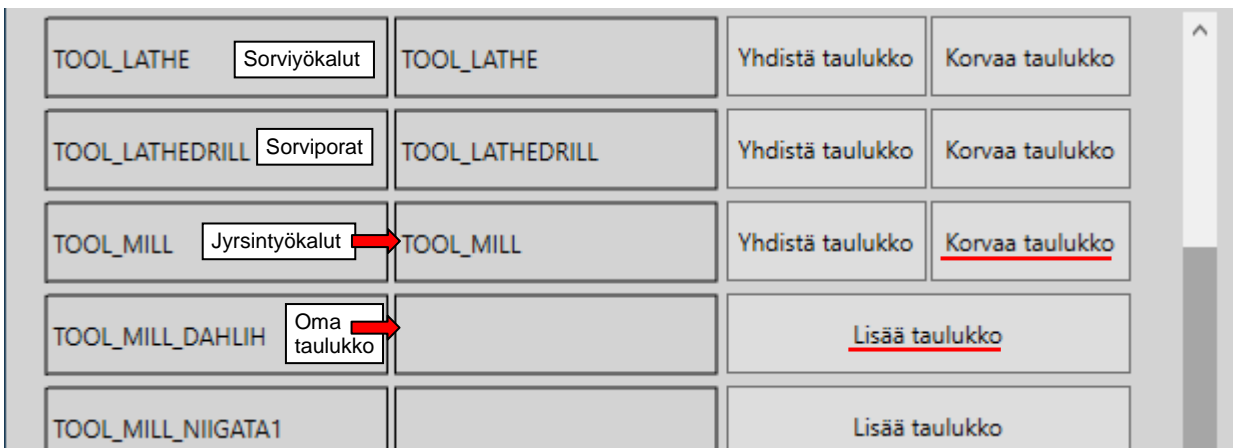 TOOL_LATHE Sorviyökalut TOOL_LATHE Yhdistä taulukko Korvaa taulukko
TOOL_LATHEDRILL Sorviporat TOOL_LATHEDRILL Yhdistä taulukko Korvaa taulukko
TOOL_MILL Jyrsintyökalut TOOL_MILL Yhdistä taulukko Korvaa taulukko
TOOL_MILL_DAHLIH Oma taulukko Lisää taulukko
TOOL_MILL_NIIGATA1 Lisää taulukko